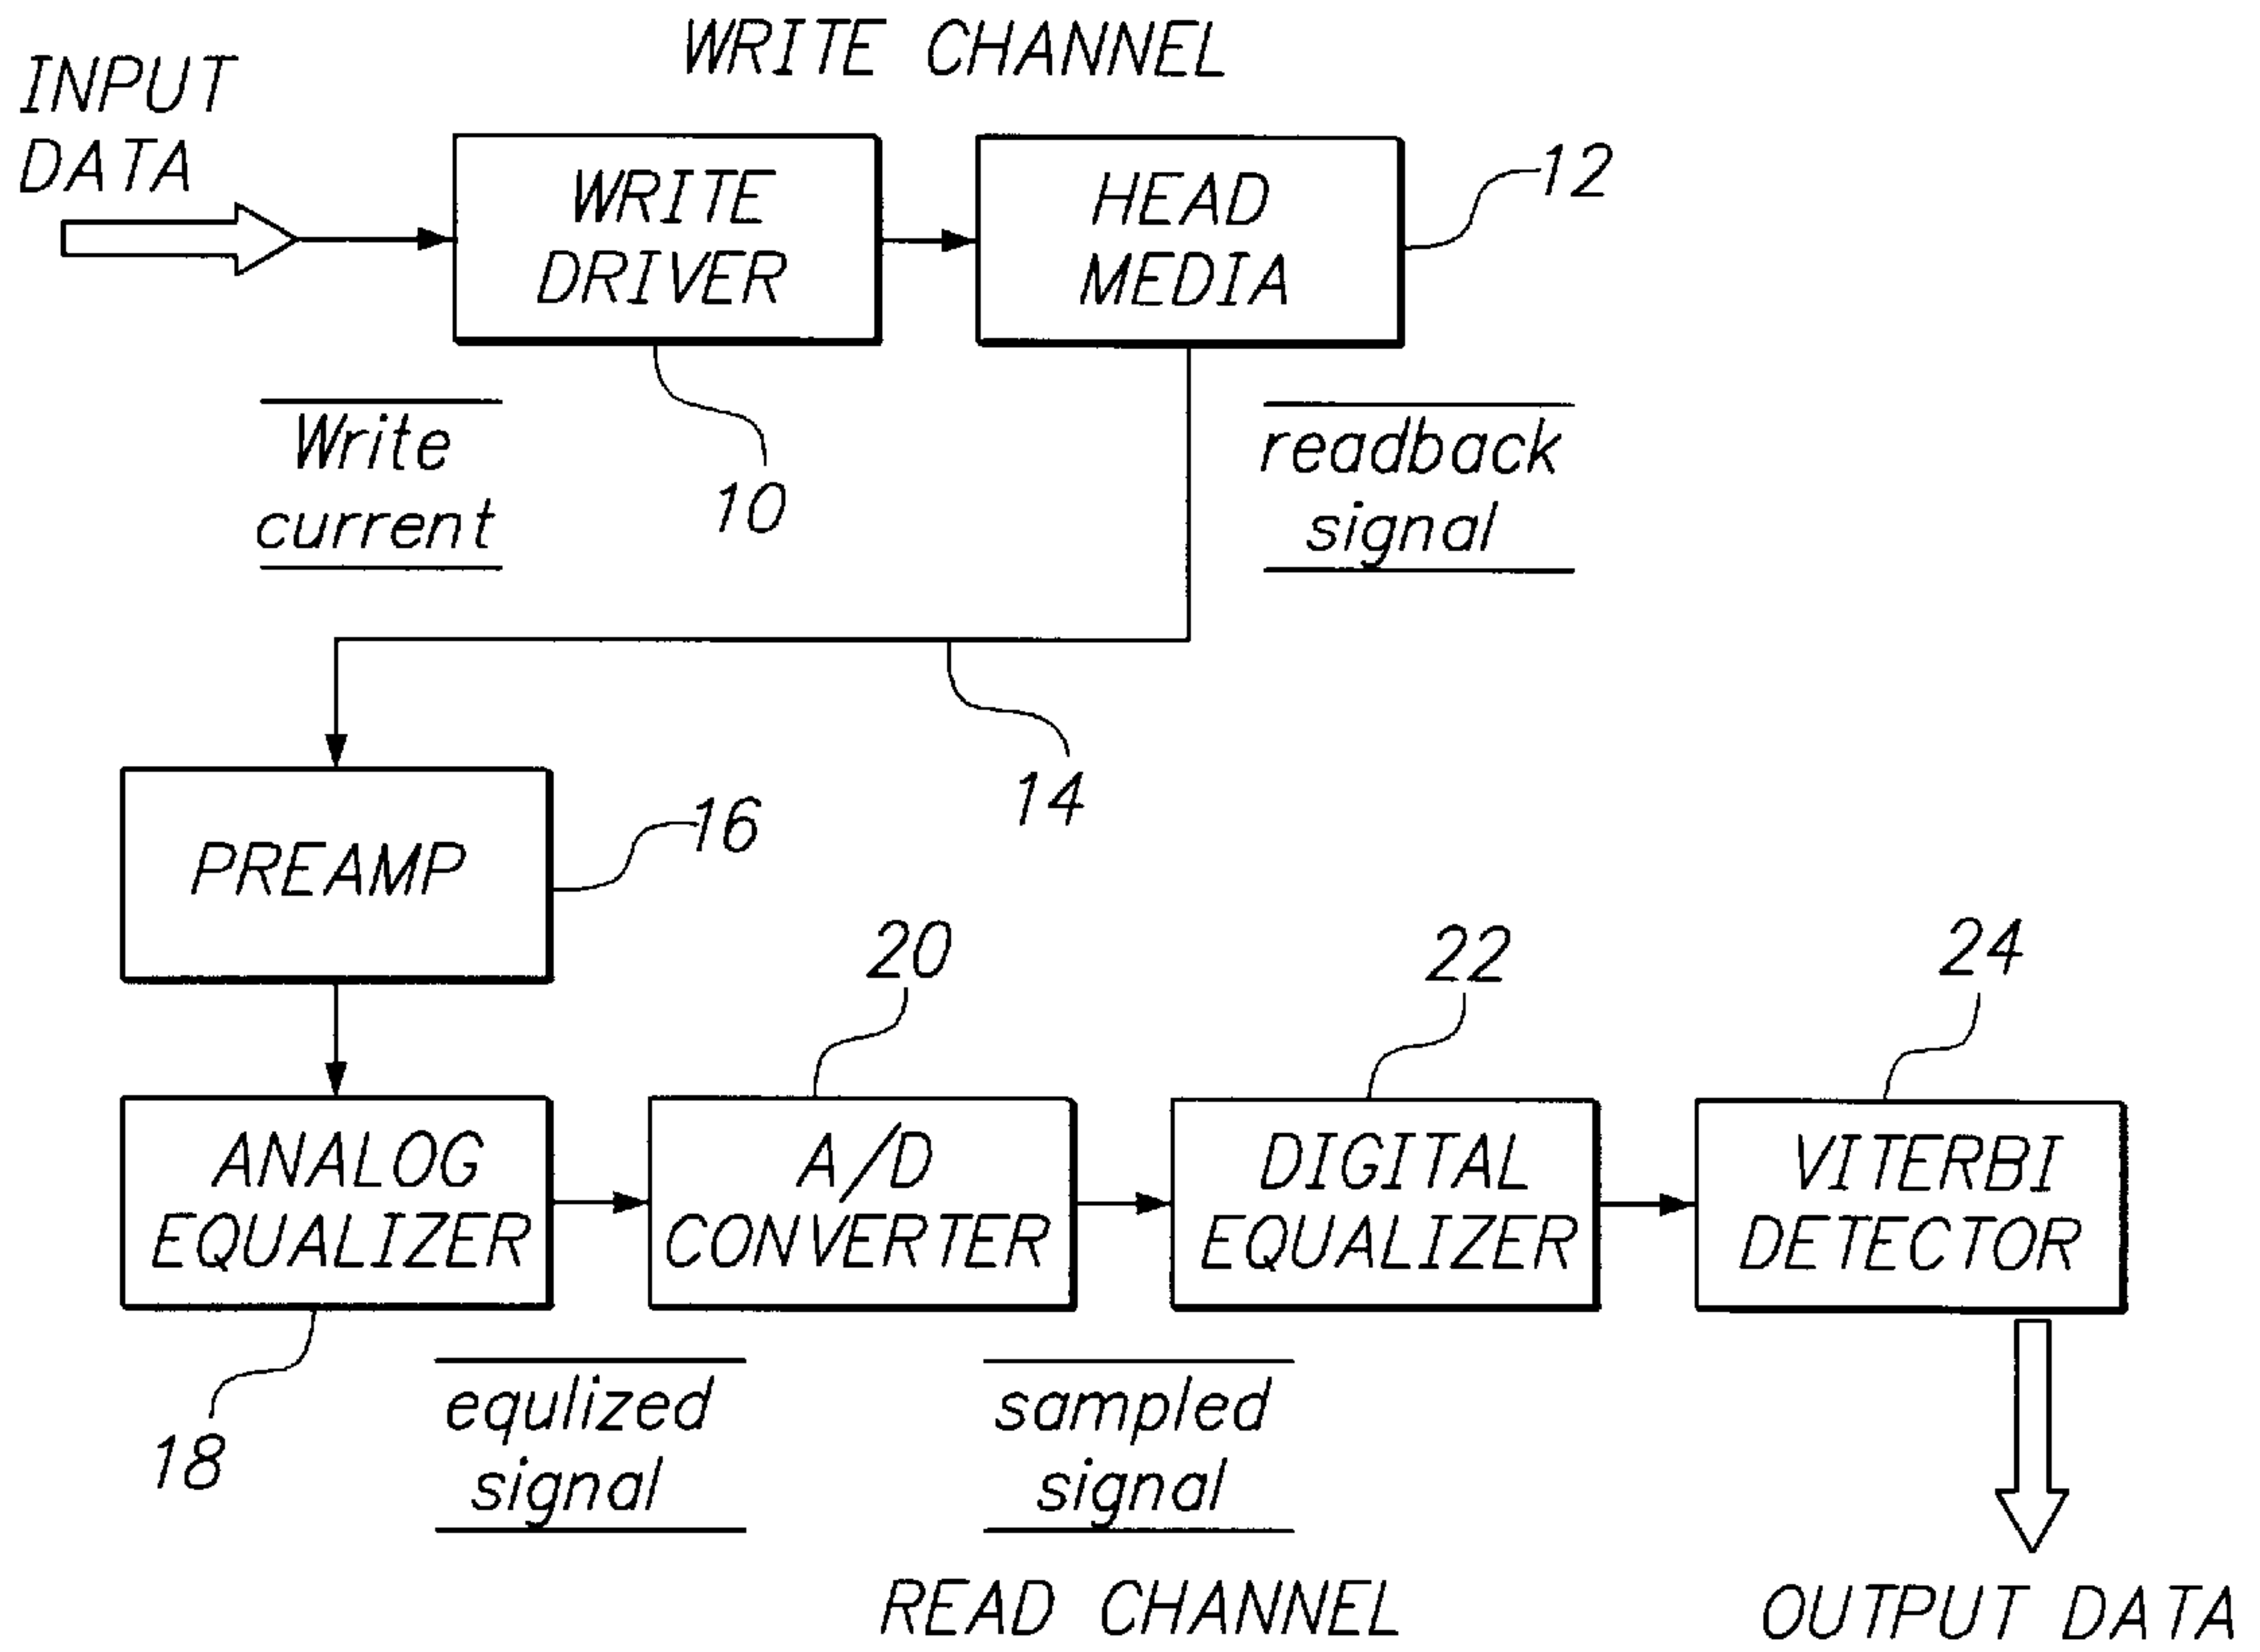 WRITE CHANNEL
INPUT
DATA
WRITE
DRIVER
HEAD
MEDIA
12
Write
current
10
readback
signal
14
PREAMP
16
20
22
24
ANALOG
EQUALIZER
A/D
CONVERTER
DIGITAL
EQUALIZER
VITERBI
DETECTOR
18
equlized
signal
sampled
signal
READ CHANNEL
OUTPUT DATA